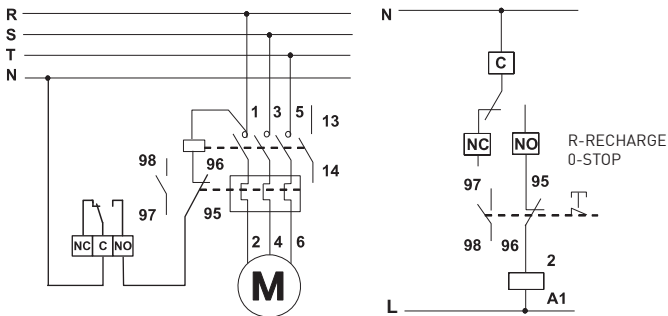 R
S
T
N
1 3 5 13
14
98
96
97
95
NC C NO
2 4 6
M
N
C
NC NO
R-RECHARGE
0-STOP
97 95
98 96
2
A1
L